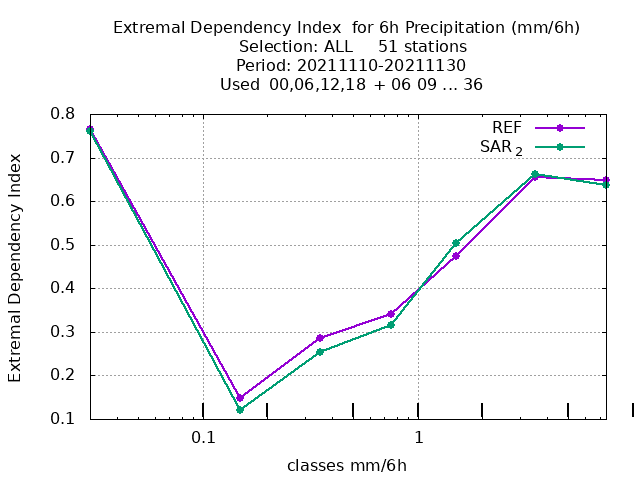 Extremal Dependency Index  for 6h Precipitation (mm/6h)
Selection: ALL     51 stations
Period: 20211110-20211130
Used  00,06,12,18  + 06 09 ... 36
REF
SAR 2
0.8
0.7
0.6
0.5
0.4
0.3
0.2
0.1
Extremal Dependency Index
0.1
1
classes mm/6h